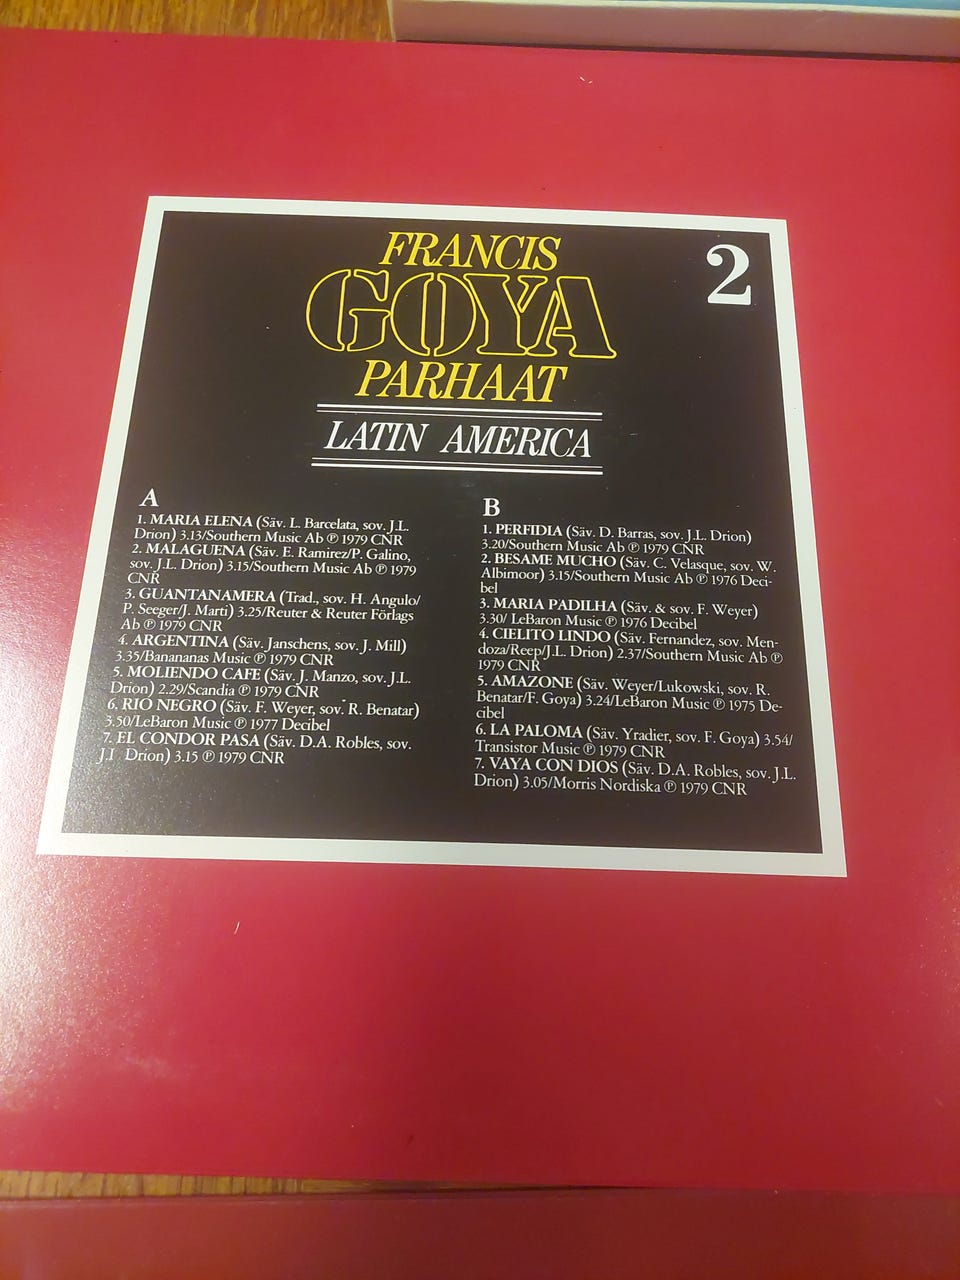 FRANCIS
GOYA
PARHAAT
2
LATIN AMERICA
A
1. MARIA ELENA (Säv. L. Barcelata, sov. J.L.
Drion) 3.13/Southern Music Ab ℗ 1979 CNR
2. MALAGUENA (Säv. E. Ramirez/P. Galino,
sov. J.L. Drion) 3.15/Southern Music Ab ℗ 1979
CNR
3. GUANTANAMERA (Trad., sov. H. Angulo/
P. Seeger/J. Marti) 3.25/Reuter & Reuter Förlags
Ab ℗ 1979 CNR
4. ARGENTINA (Säv. Janschens, sov. J. Mill)
3.35/Banananas Music ℗ 1979 CNR
5. MOLIENDO CAFE (Säv. J. Manzo, sov. J.L.
Drion) 2.29/Scandia ℗ 1979 CNR
6. RIO NEGRO (Säv. F. Weyer, sov. R. Benatar)
3.50/LeBaron Music ℗ 1977 Decibel
7. EL CONDOR PASA (Säv. D.A. Robles, sov.
Drion) 3.15 ℗ 1979 CNR
B
1. PERFIDIA (Säv. D. Barras, sov. J.L. Drion)
3.20/Southern Music Ab ℗ 1979 CNR
2. BESAME MUCHO (Säv. C. Velasque, sov. W.
Albimoor) 3.15/Southern Music Ab ℗ 1976 Deci-
bel
3. MARIA PADILHA (Säv. & sov. F. Weyer)
3.30/ LeBaron Music ℗ 1976 Decibel
4. CIELITO LINDO (Säv. Fernandez, sov. Men-
doza/Reep/J.L. Drion) 2.37/Southern Music Ab ℗
1979 CNR
5. AMAZONE (Säv. Weyer/Lukowski, sov. R.
Benatar/F. Goya) 3.24/LeBaron Music ℗ 1975 De-
cibel
6. LA PALOMA (Säv. Yradier, sov. F. Goya) 3.54/
Transistor Music ℗ 1979 CNR
7. VAYA CON DIOS (Säv. D.A. Robles, sov. J.L.
Drion) 3.05/Morris Nordiska ℗ 1979 CNR